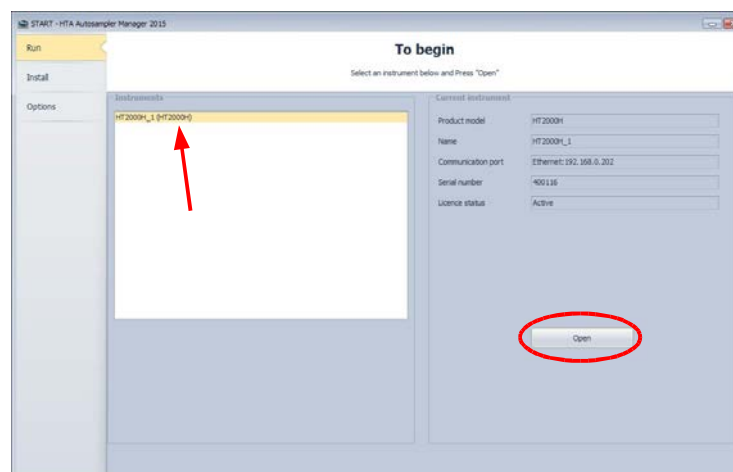 START - HTA Autosampler Manager 2015
Run
Install
Options
To begin
Select an instrument below and Press "Open"
Instruments
HT2000H_1 (HT2000H)
Current instrument
Product model HT2000H
Name HT2000H_1
Communication port Ethernet: 192.168.0.202
Serial number 400116
Licence status Active
Open